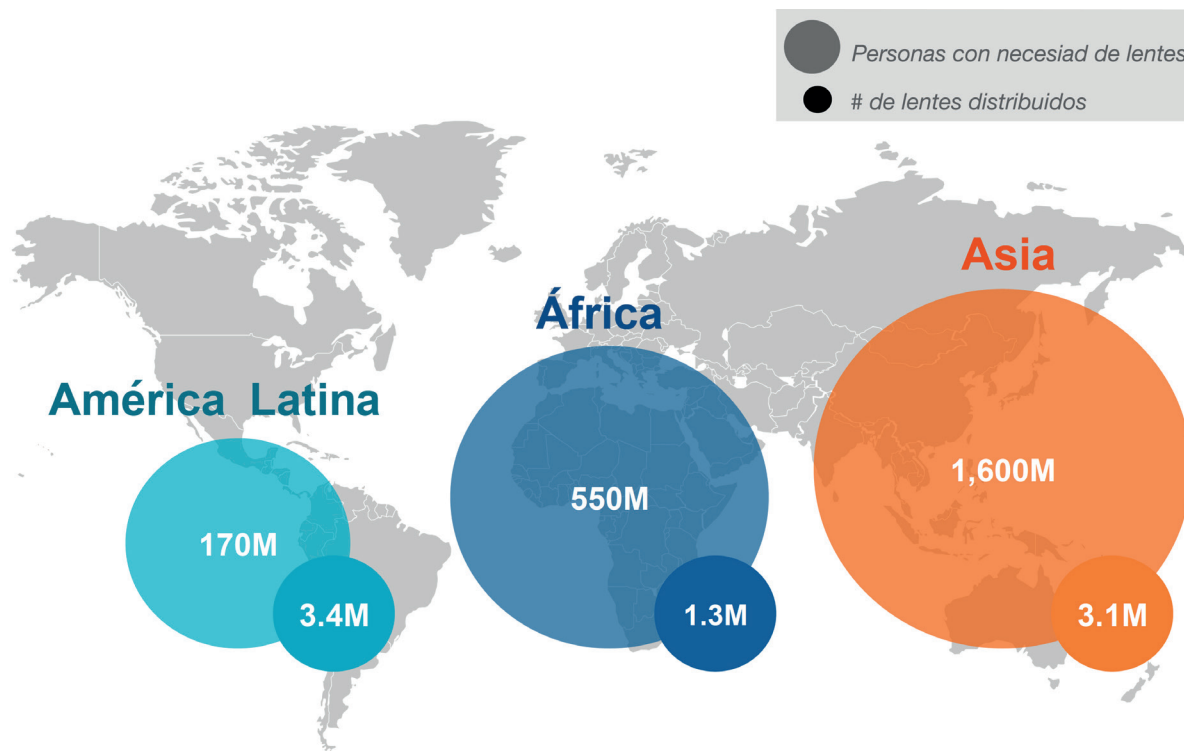 Personas con necesiad de lentes
# de lentes distribuidos
Asia
África
América Latina
1,600M
550M
170M
3.4M
1.3M
3.1M